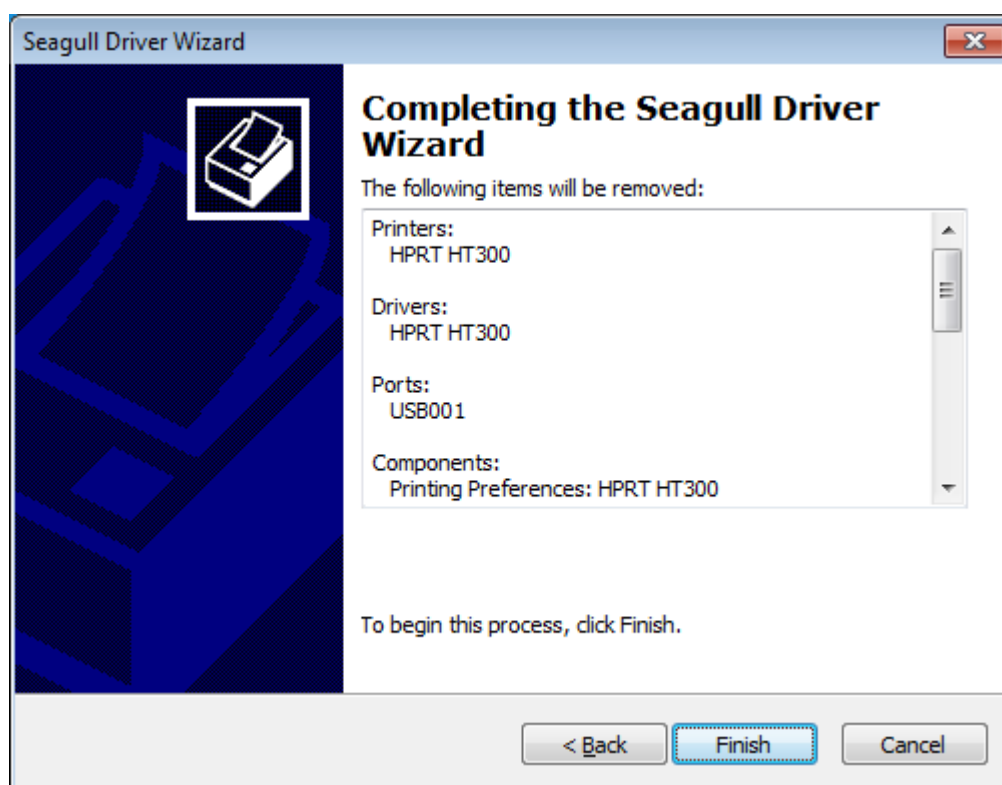 Seagull Driver Wizard
Completing the Seagull Driver
Wizard
The following items will be removed:
Printers:
HPRT HT300
Drivers:
HPRT HT300
Ports:
USB001
Components:
Printing Preferences: HPRT HT300
To begin this process, click Finish.
< Back
Finish
Cancel